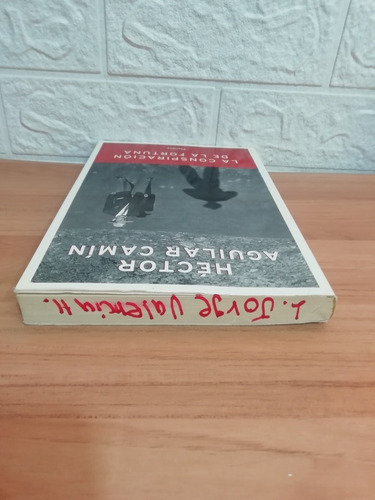 HÉCTOR
AGUILAR CAMÍN
LA CONSPIRACIÓN
DE LA FORTUNA
L. Jorge Valencia H.